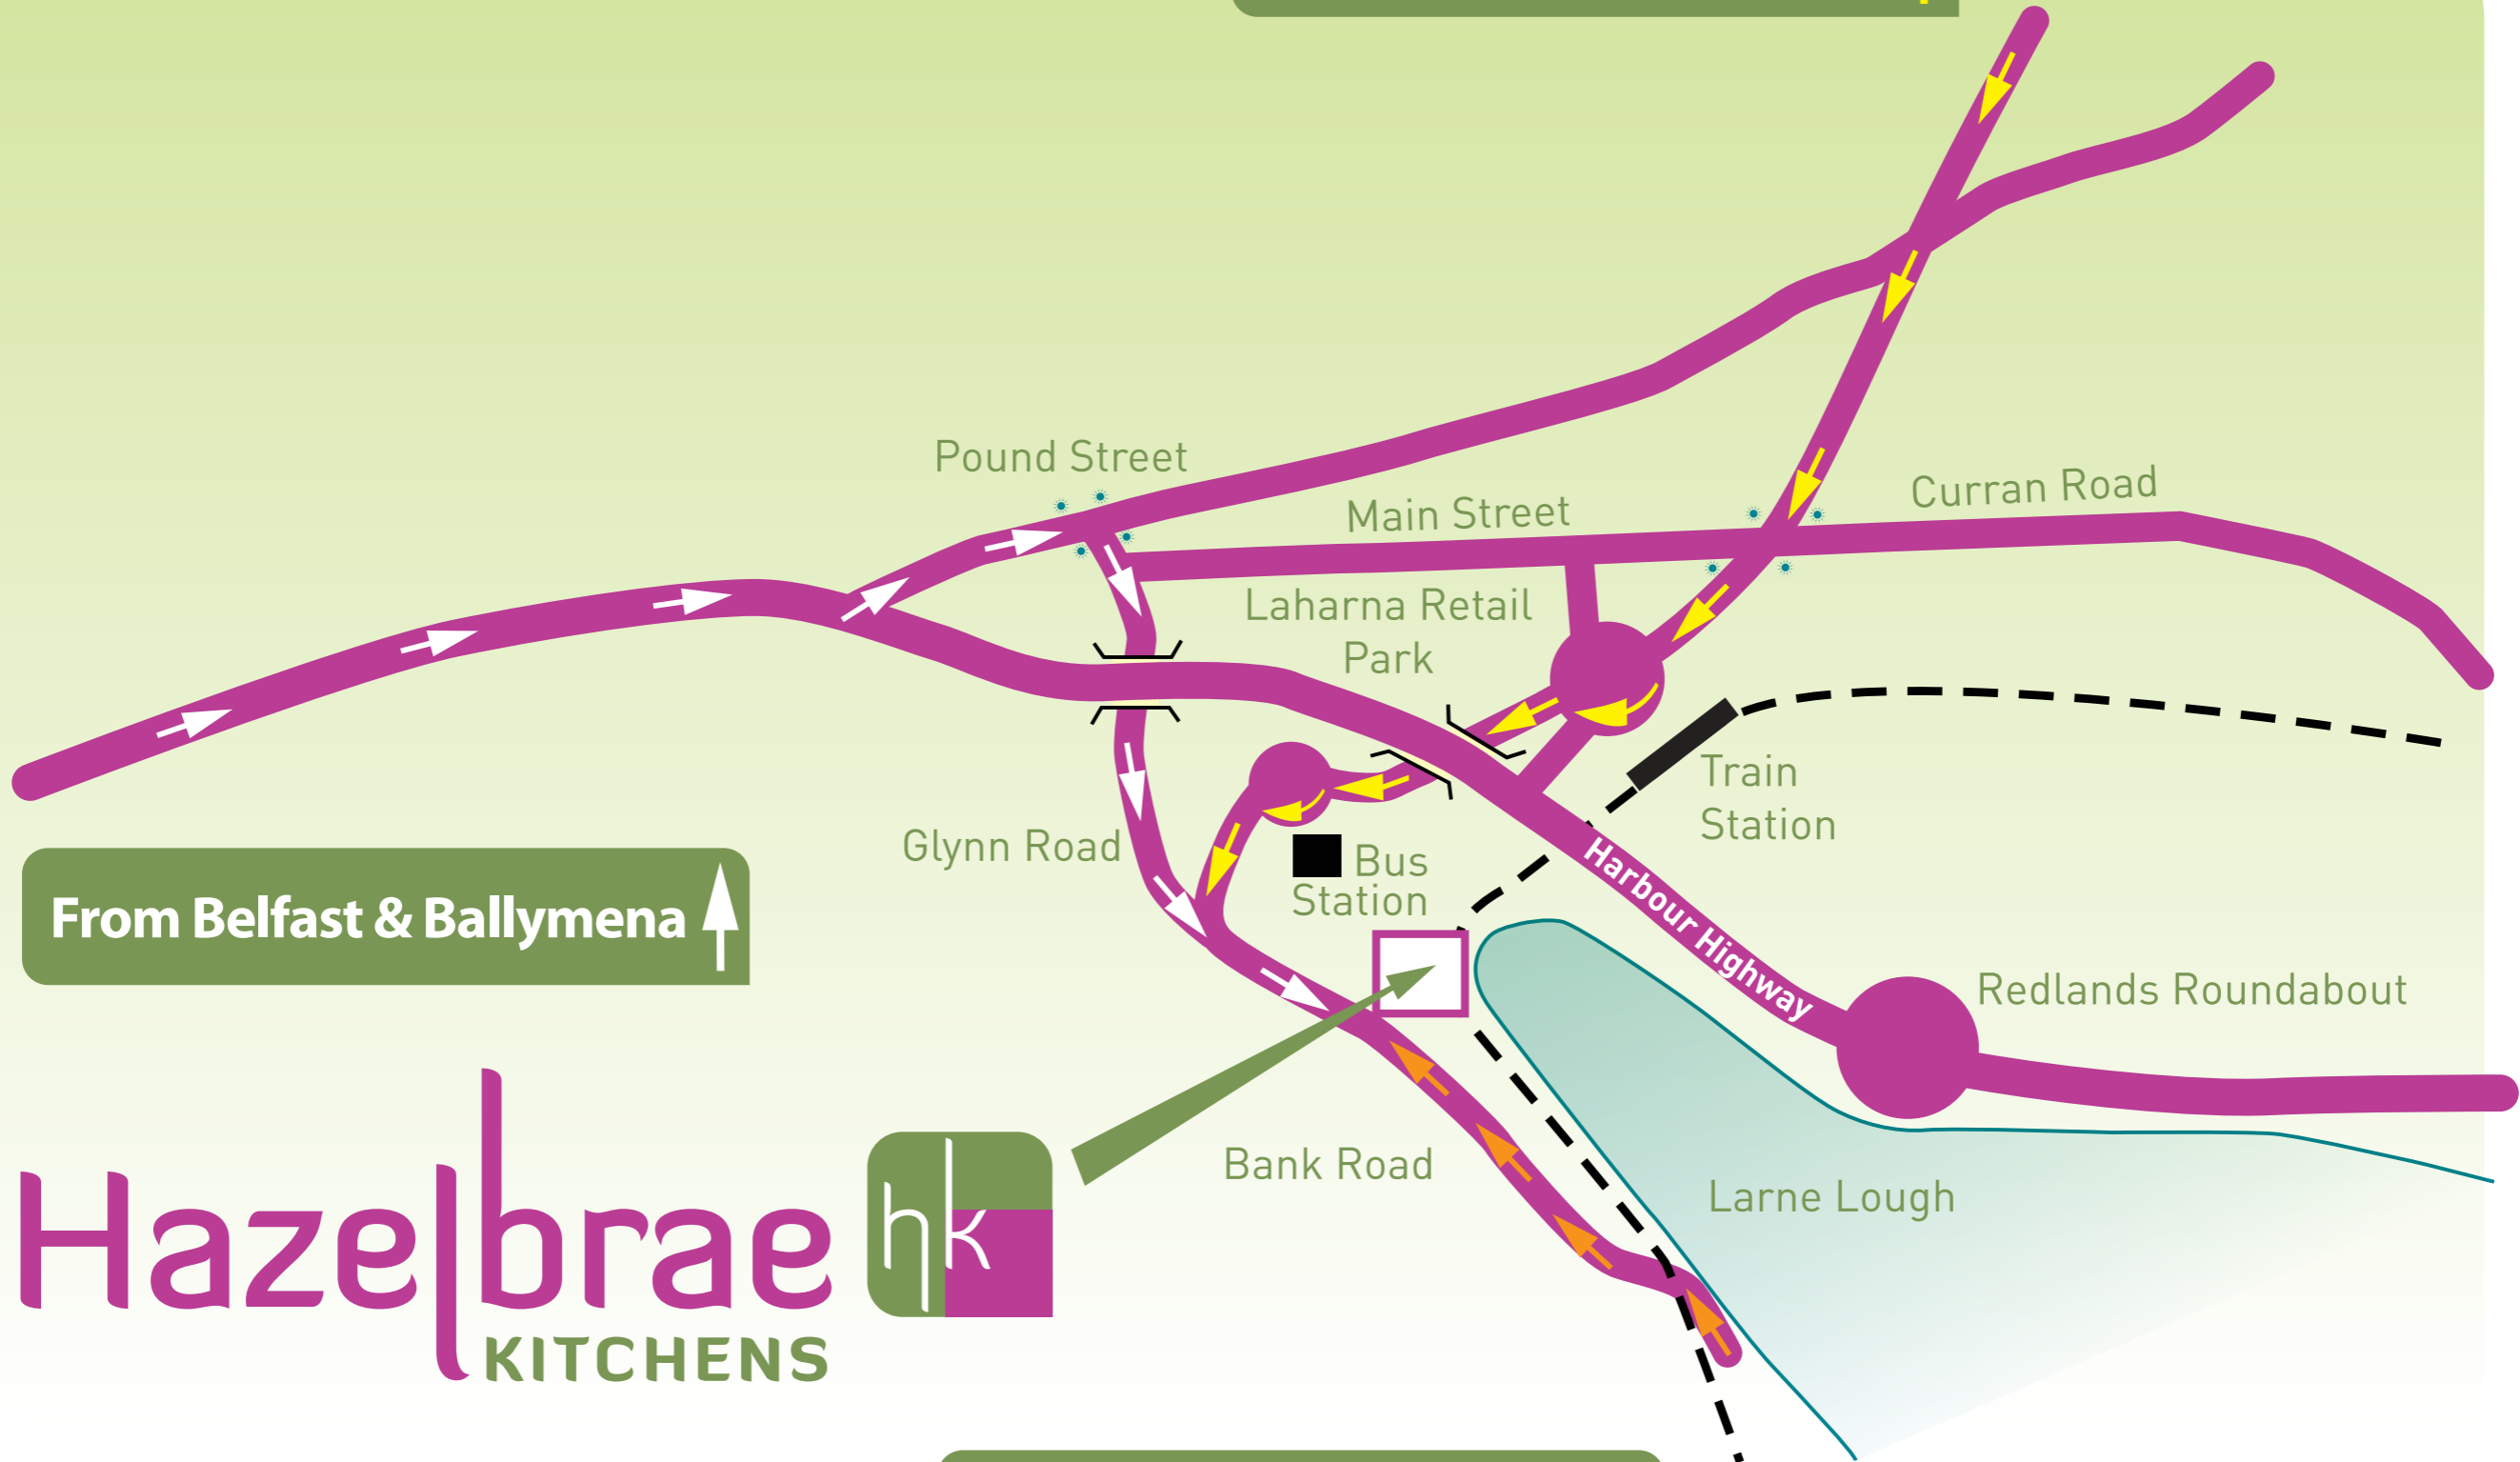 Pound Street
Main Street
Curran Road
Laharna Retail
Park
Train
Station
Glynn Road
Bus
Station
Harbour Highway
From Belfast & Ballymena
Redlands Roundabout
Bank Road
Larne Lough
Hazelbrae
KITCHENS
hk